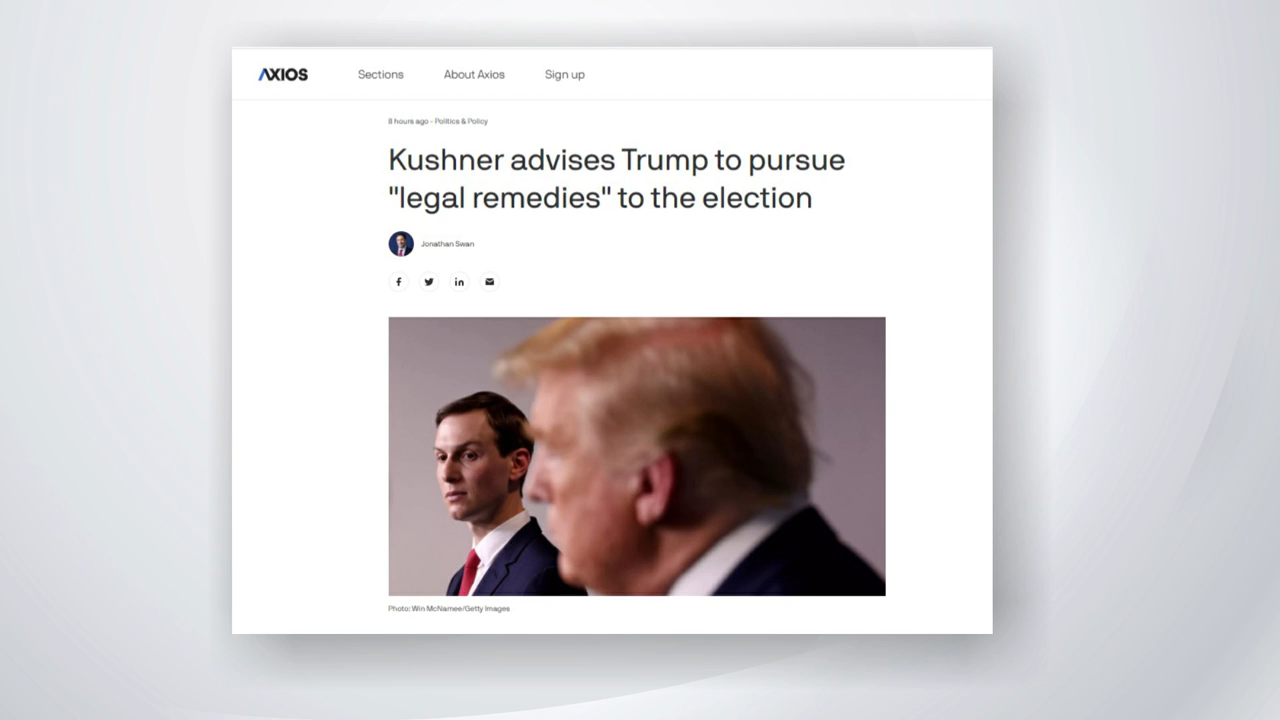 AXIOS Sections About Axios Sign up
8 hours ago - Politics & Policy
Kushner advises Trump to pursue
"legal remedies" to the election
Jonathan Swan
Photo: Win McNamee/Getty Images